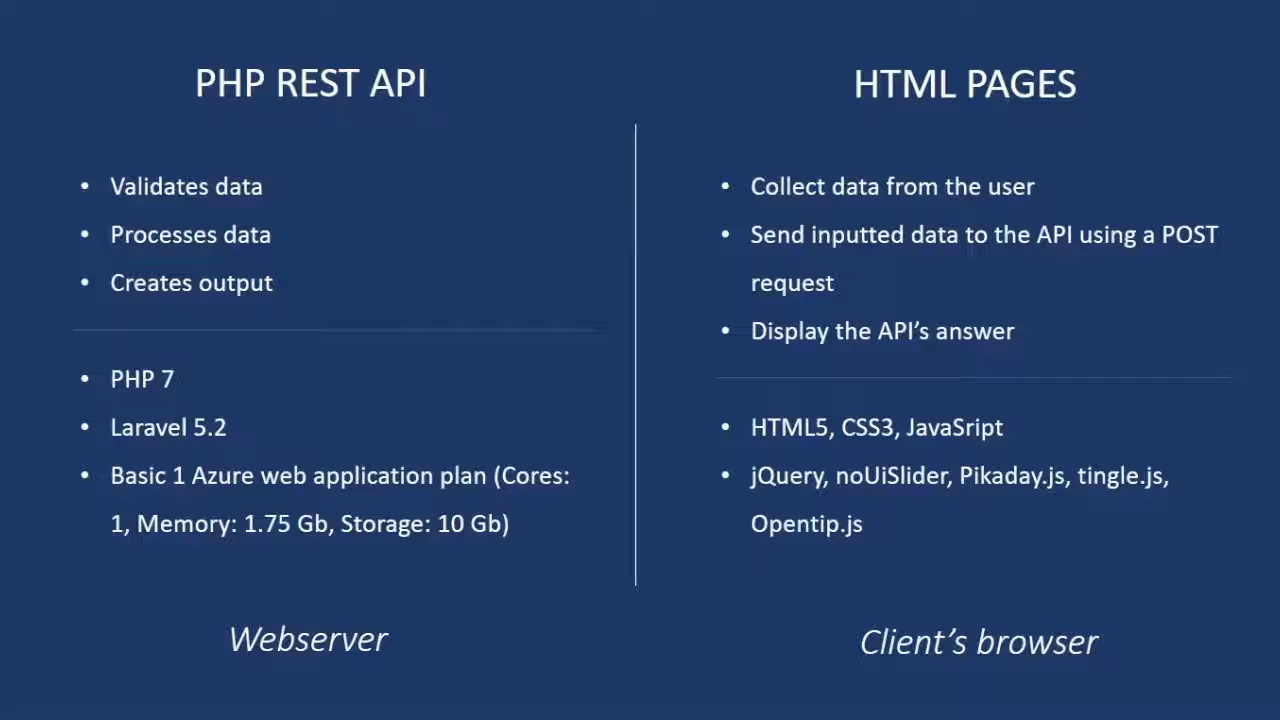 PHP REST API
• Validates data
• Processes data
• Creates output
• PHP 7
• Laravel 5.2
• Basic 1 Azure web application plan (Cores:
1, Memory: 1.75 Gb, Storage: 10 Gb)
Webserver
HTML PAGES
• Collect data from the user
• Send inputted data to the API using a POST
request
• Display the API’s answer
• HTML5, CSS3, JavaSript
• jQuery, noUiSlider, Pikaday.js, tingle.js,
Opentip.js
Client’s browser